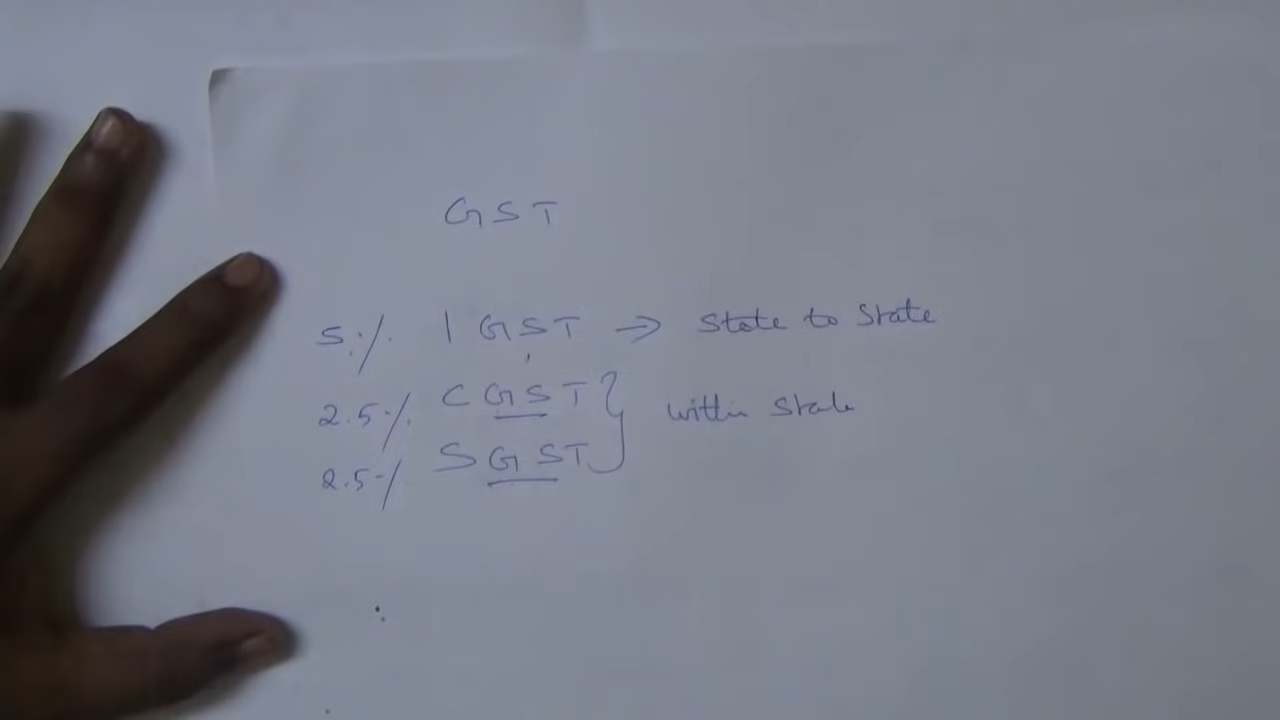 GST
5% IGST → State to State
2.5% CGST } within State
2.5% SGST